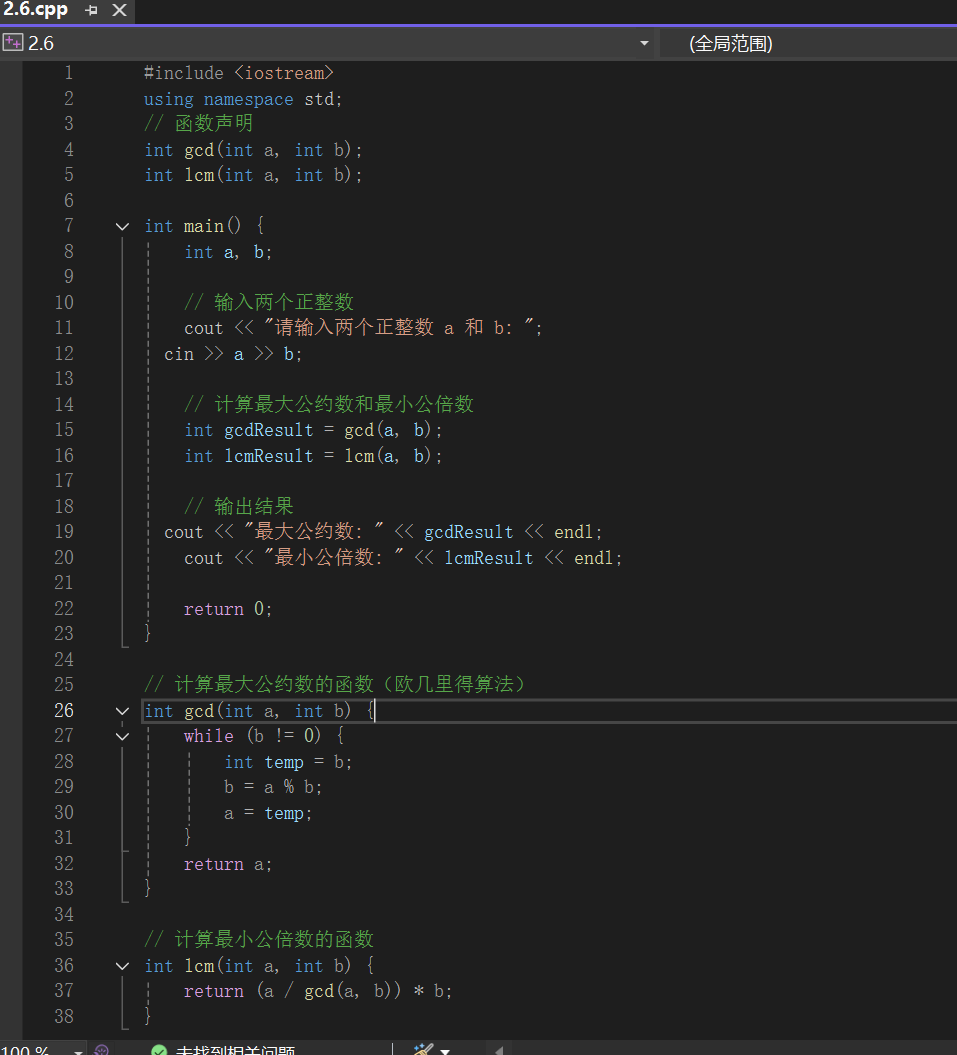 2.6.cpp
2.6 (全局范围)
1 #include <iostream>
2 using namespace std;
3 // 函数声明
4 int gcd(int a, int b);
5 int lcm(int a, int b);
6
7 int main() {
8 int a, b;
9
10 // 输入两个正整数
11 cout << "请输入两个正整数 a 和 b: ";
12 cin >> a >> b;
13
14 // 计算最大公约数和最小公倍数
15 int gcdResult = gcd(a, b);
16 int lcmResult = lcm(a, b);
17
18 // 输出结果
19 cout << "最大公约数: " << gcdResult << endl;
20 cout << "最小公倍数: " << lcmResult << endl;
21
22 return 0;
23 }
24
25 // 计算最大公约数的函数（欧几里得算法）
26 int gcd(int a, int b) {
27 while (b != 0) {
28 int temp = b;
29 b = a % b;
30 a = temp;
31 }
32 return a;
33 }
34
35 // 计算最小公倍数的函数
36 int lcm(int a, int b) {
37 return (a / gcd(a, b)) * b;
38 }
100 % 未找到相关问题